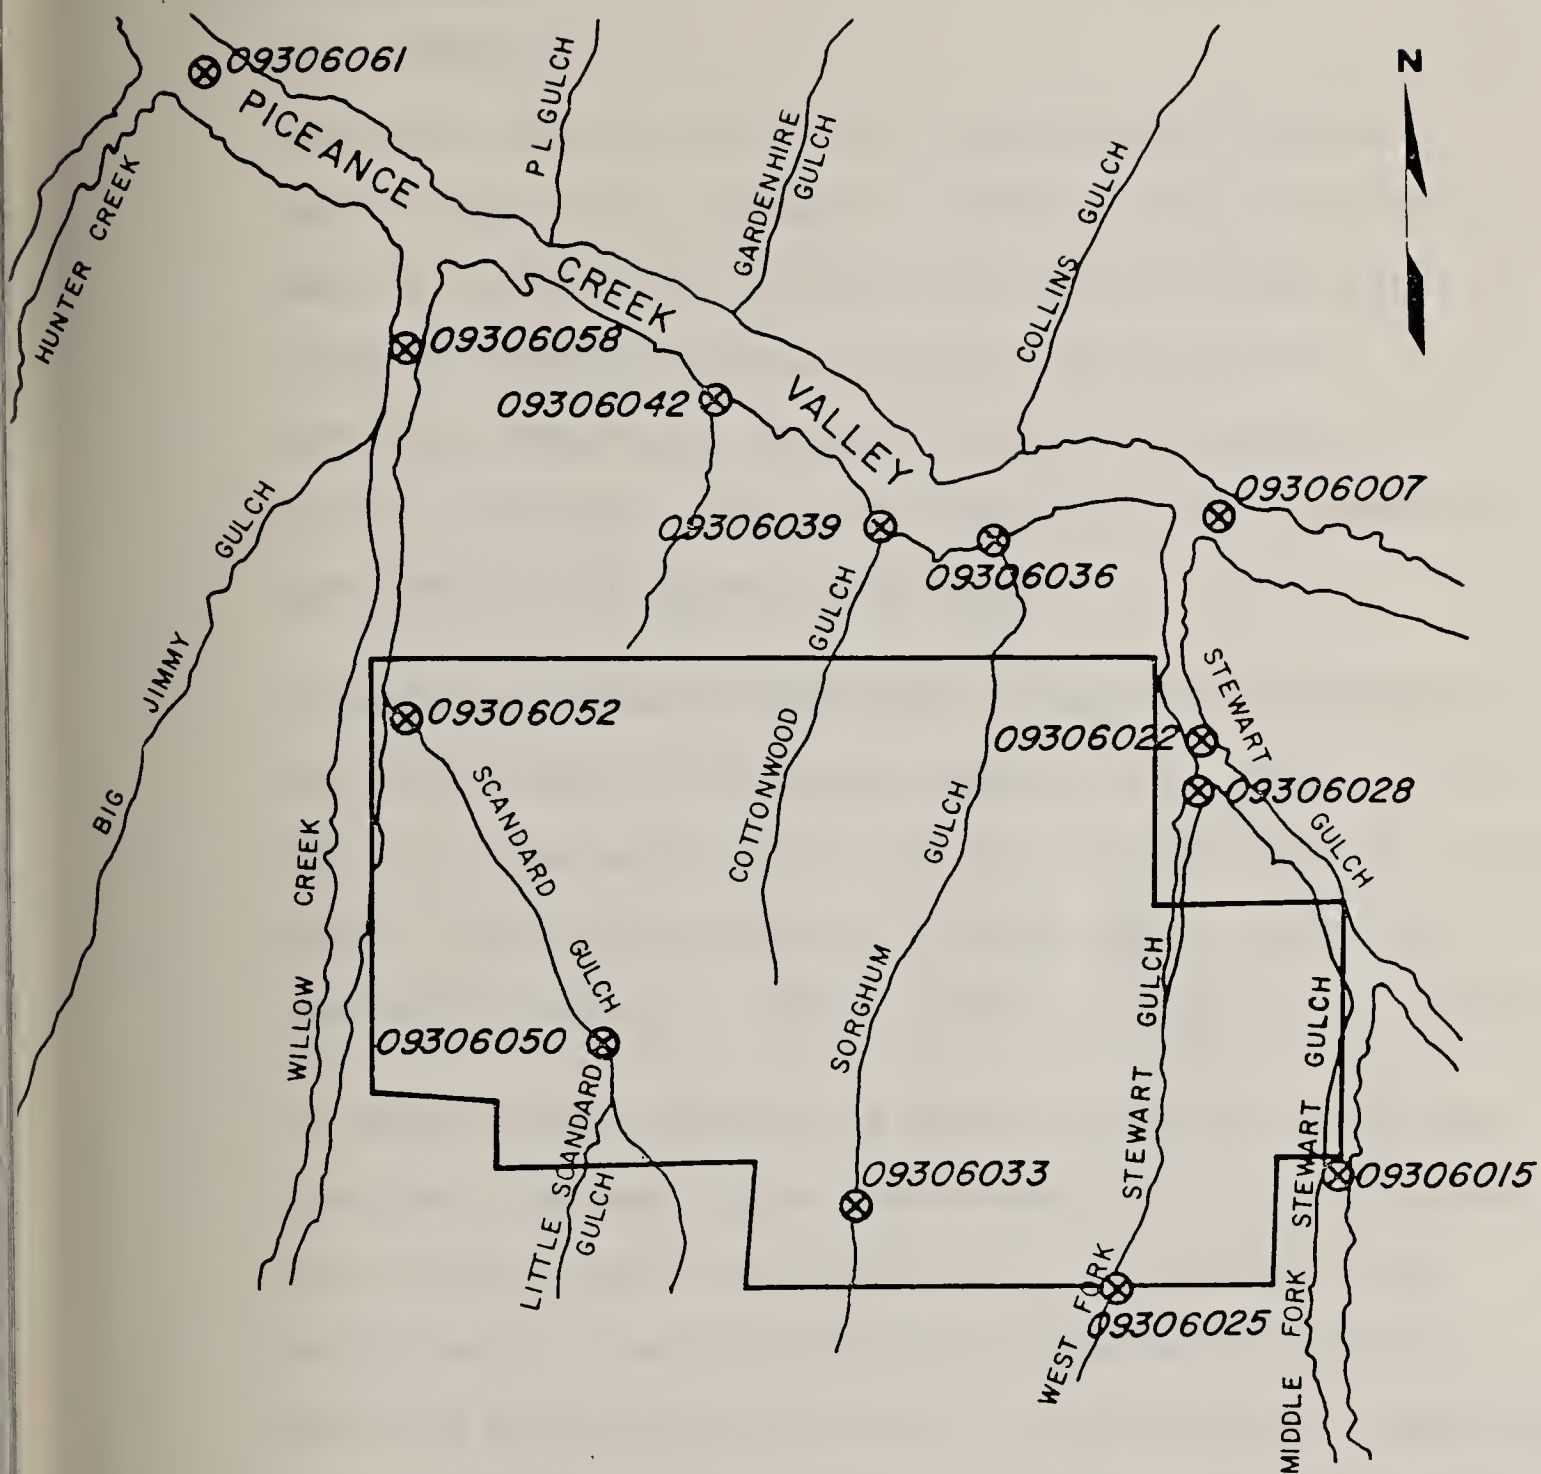 09306061
N
PICEANCE
CREEK
VALLEY
PL GULCH
GARDENHIRE
GULCH
COLLINS GULCH
HUNTER CREEK
09306058
09306042
09306039
09306036
09306007
BIG JIMMY GULCH
WILLOW CREEK
09306052
SCANDARD GULCH
COTTONWOOD GULCH
SORGHUM GULCH
09306022
STEWART GULCH
09306028
09306050
LITTLE SCANDARD
GULCH
09306033
WEST FORK STEWART GULCH
09306025
MIDDLE FORK STEWART GULCH
09306015